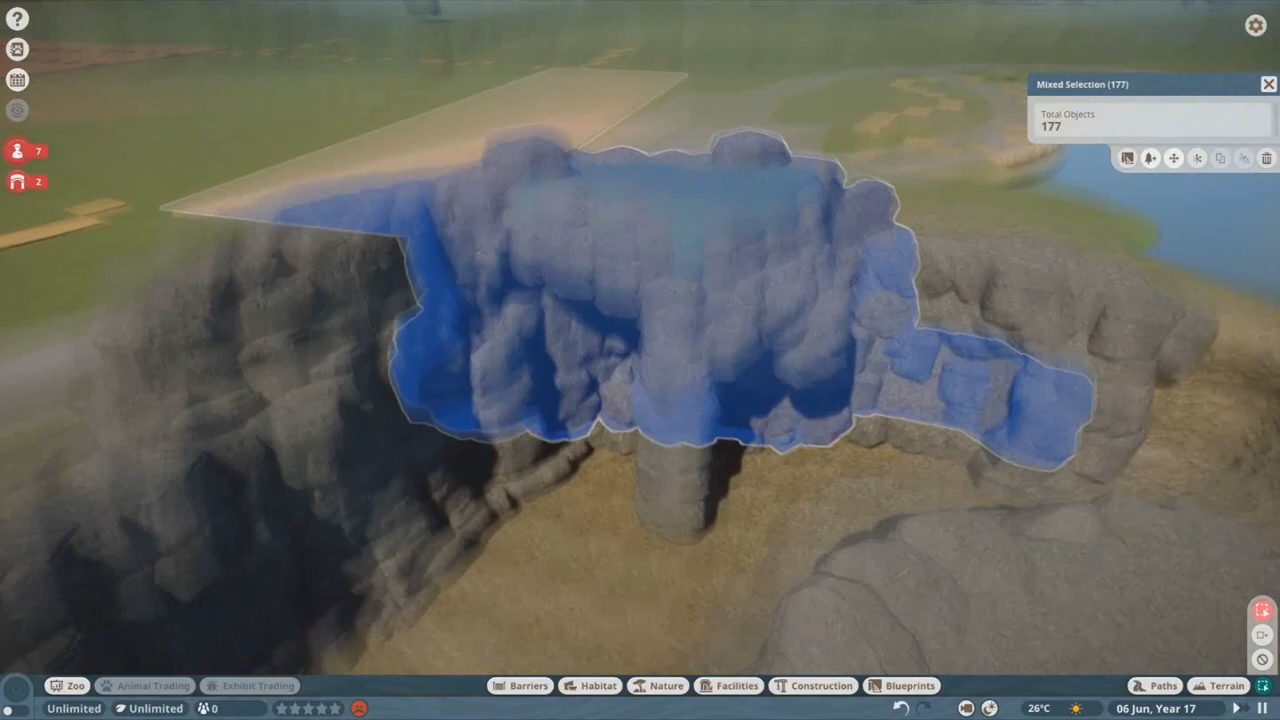 ?
Mixed Selection (177)
Total Objects
177
7
2
Zoo
Animal Trading
Exhibit Trading
Barriers
Habitat
Nature
Facilities
Construction
Blueprints
Paths
Terrain
Unlimited
Unlimited
0
26°C
06 Jun, Year 17